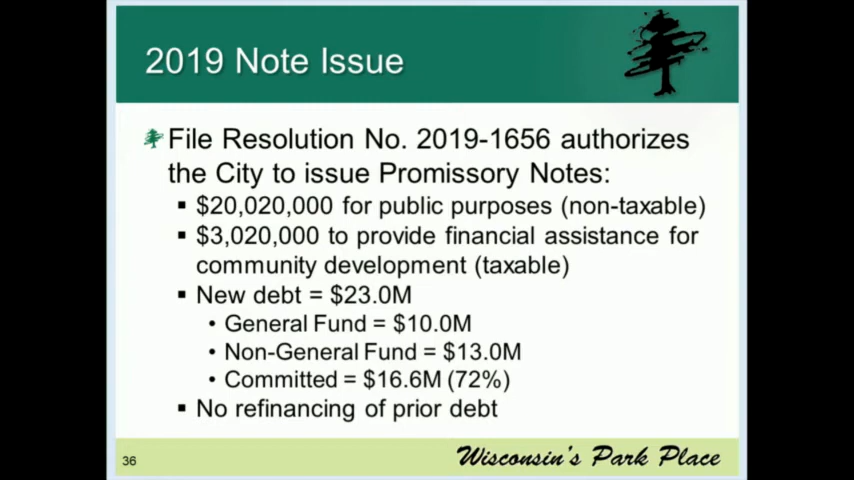 2019 Note Issue
File Resolution No. 2019-1656 authorizes
the City to issue Promissory Notes:
▪ $20,020,000 for public purposes (non-taxable)
▪ $3,020,000 to provide financial assistance for
community development (taxable)
▪ New debt = $23.0M
• General Fund = $10.0M
• Non-General Fund = $13.0M
• Committed = $16.6M (72%)
▪ No refinancing of prior debt
36
Wisconsin's Park Place